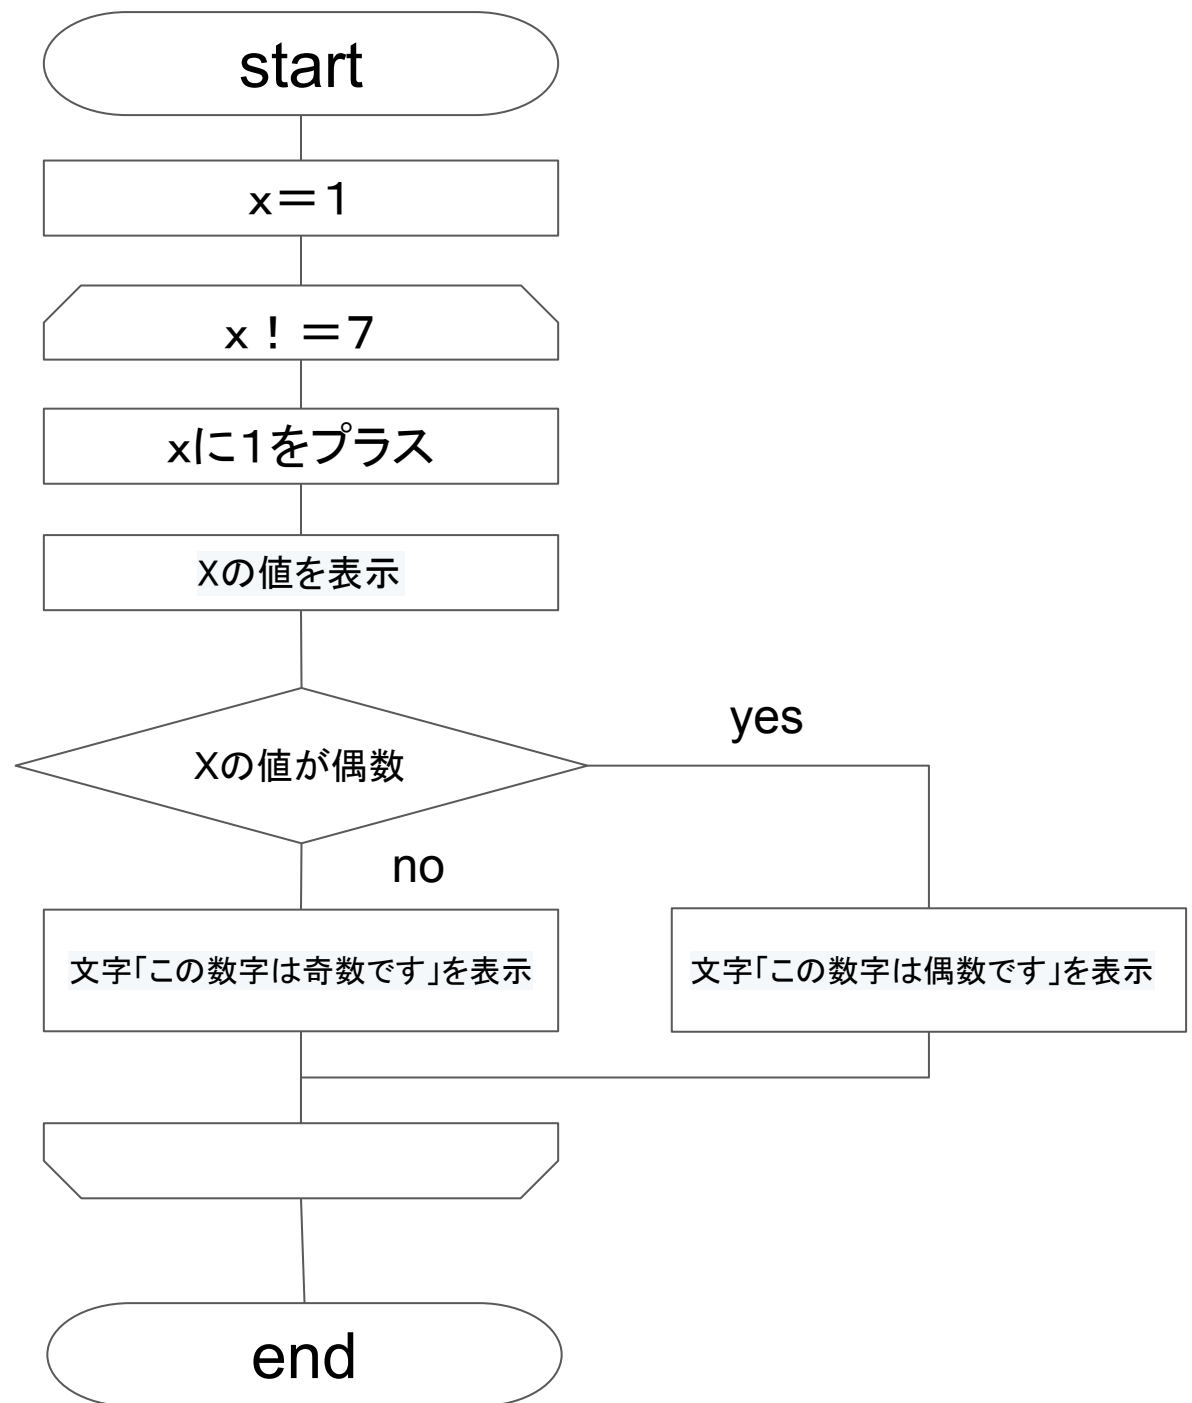 start
x＝１
x！＝７
xに１をプラス
Xの値を表示
Xの値が偶数
yes
no
文字「この数字は奇数です」を表示
文字「この数字は偶数です」を表示
end